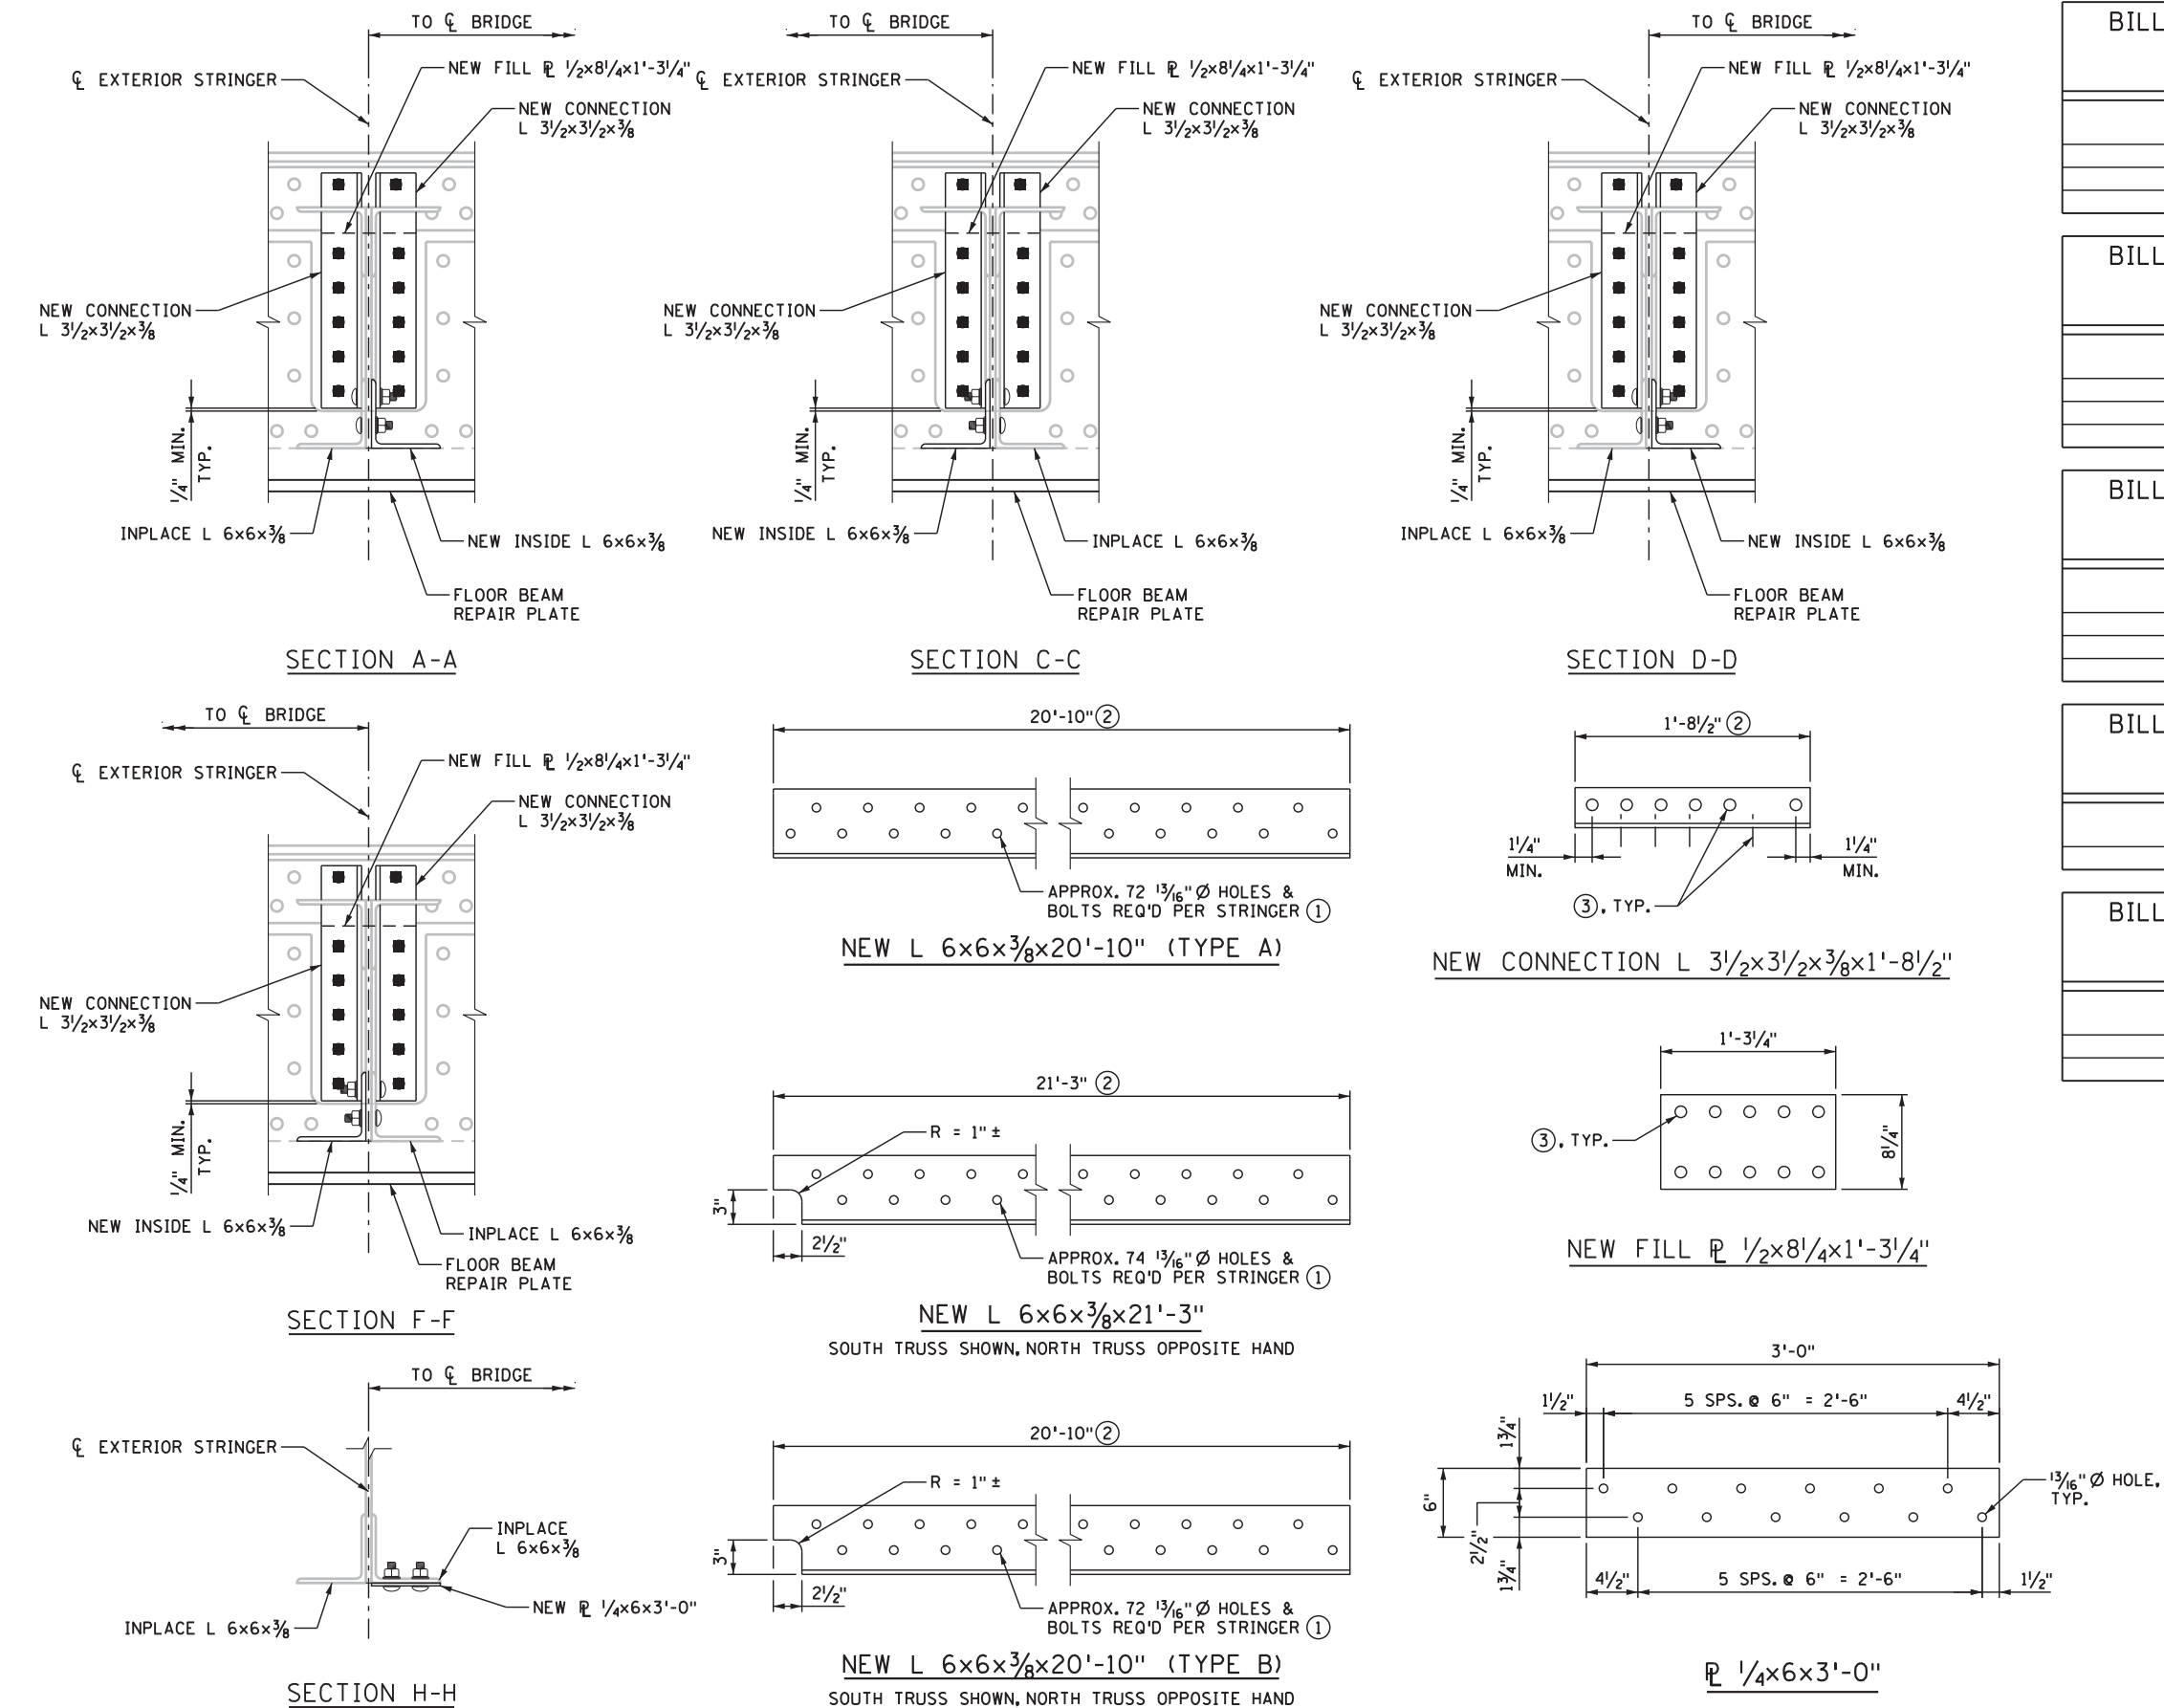 TO ℄ BRIDGE
℄ EXTERIOR STRINGER
NEW FILL ⅊ 1/2×8 1/4×1'-3 1/4"
NEW CONNECTION
L 3 1/2×3 1/2×3/8
NEW CONNECTION
L 3 1/2×3 1/2×3/8
1/4" MIN.
TYP.
INPLACE L 6×6×3/8
NEW INSIDE L 6×6×3/8
FLOOR BEAM
REPAIR PLATE
SECTION A-A
TO ℄ BRIDGE
℄ EXTERIOR STRINGER
NEW FILL ⅊ 1/2×8 1/4×1'-3 1/4"
NEW CONNECTION
L 3 1/2×3 1/2×3/8
NEW CONNECTION
L 3 1/2×3 1/2×3/8
1/4" MIN.
TYP.
NEW INSIDE L 6×6×3/8
INPLACE L 6×6×3/8
FLOOR BEAM
REPAIR PLATE
SECTION C-C
TO ℄ BRIDGE
℄ EXTERIOR STRINGER
NEW FILL ⅊ 1/2×8 1/4×1'-3 1/4"
NEW CONNECTION
L 3 1/2×3 1/2×3/8
NEW CONNECTION
L 3 1/2×3 1/2×3/8
1/4" MIN.
TYP.
INPLACE L 6×6×3/8
NEW INSIDE L 6×6×3/8
FLOOR BEAM
REPAIR PLATE
SECTION D-D
BILL
BILL
BILL
BILL
BILL
TO ℄ BRIDGE
℄ EXTERIOR STRINGER
NEW FILL ⅊ 1/2×8 1/4×1'-3 1/4"
NEW CONNECTION
L 3 1/2×3 1/2×3/8
NEW CONNECTION
L 3 1/2×3 1/2×3/8
1/4" MIN.
TYP.
NEW INSIDE L 6×6×3/8
INPLACE L 6×6×3/8
FLOOR BEAM
REPAIR PLATE
SECTION F-F
20'-10" ②
APPROX. 72 13/16" Ø HOLES &
BOLTS REQ'D PER STRINGER ①
NEW L 6×6×3/8×20'-10" (TYPE A)
1'-8 1/2" ②
1 1/4"
MIN.
1 1/4"
MIN.
③, TYP.
NEW CONNECTION L 3 1/2×3 1/2×3/8×1'-8 1/2"
21'-3" ②
R = 1" ±
3"
2 1/2"
APPROX. 74 13/16" Ø HOLES &
BOLTS REQ'D PER STRINGER ①
NEW L 6×6×3/8×21'-3"
SOUTH TRUSS SHOWN, NORTH TRUSS OPPOSITE HAND
1'-3 1/4"
③, TYP.
8 1/4"
NEW FILL ⅊ 1/2×8 1/4×1'-3 1/4"
TO ℄ BRIDGE
℄ EXTERIOR STRINGER
INPLACE
L 6×6×3/8
NEW ⅊ 1/4×6×3'-0"
INPLACE L 6×6×3/8
SECTION H-H
20'-10" ②
R = 1" ±
3"
2 1/2"
APPROX. 72 13/16" Ø HOLES &
BOLTS REQ'D PER STRINGER ①
NEW L 6×6×3/8×20'-10" (TYPE B)
SOUTH TRUSS SHOWN, NORTH TRUSS OPPOSITE HAND
3'-0"
1 1/2"
5 SPS. @ 6" = 2'-6"
4 1/2"
1 3/4"
6"
2 1/2"
1 3/4"
13/16" Ø HOLE,
TYP.
4 1/2"
5 SPS. @ 6" = 2'-6"
1 1/2"
⅊ 1/4×6×3'-0"